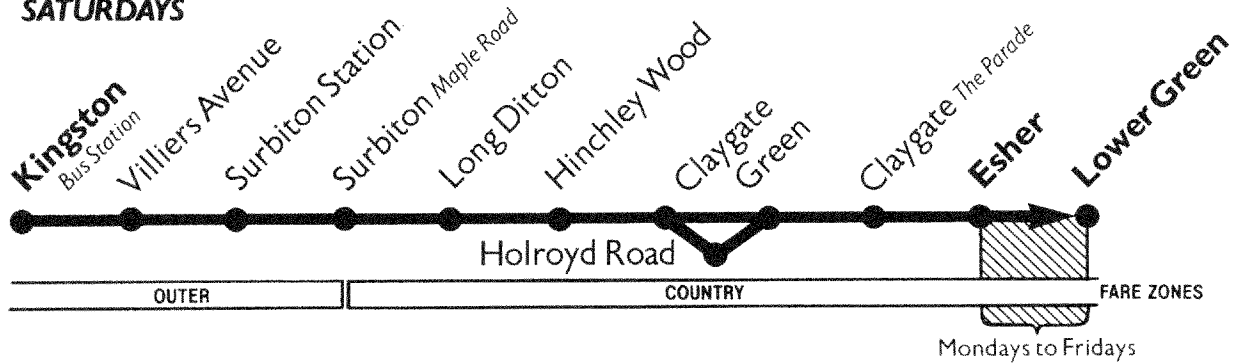 SATURDAYS
Kingston
Bus Station
Villiers Avenue
Surbiton Station
Surbiton Maple Road
Long Ditton
Hinchley Wood
Claygate
Green
Claygate The Parade
Esher
Lower Green
Holroyd Road
OUTER
COUNTRY
FARE ZONES
Mondays to Fridays